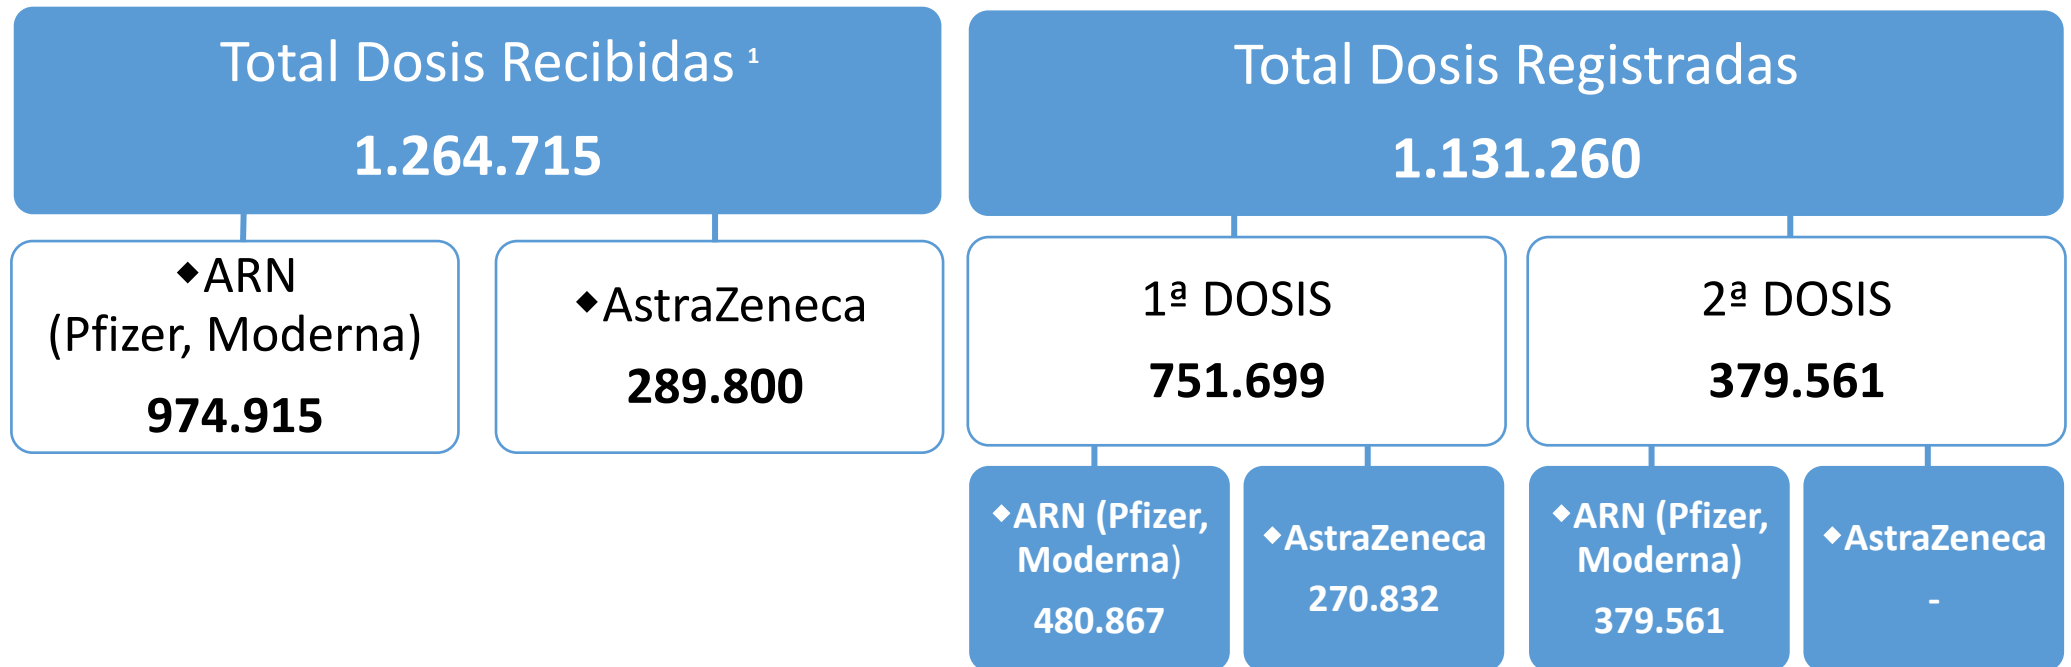 Total Dosis Recibidas ¹
1.264.715
◆ARN
(Pfizer, Moderna)
974.915
◆AstraZeneca
289.800
Total Dosis Registradas
1.131.260
1ª DOSIS
751.699
2ª DOSIS
379.561
◆ARN (Pfizer,
Moderna)
480.867
◆AstraZeneca
270.832
◆ARN (Pfizer,
Moderna)
379.561
◆AstraZeneca
-